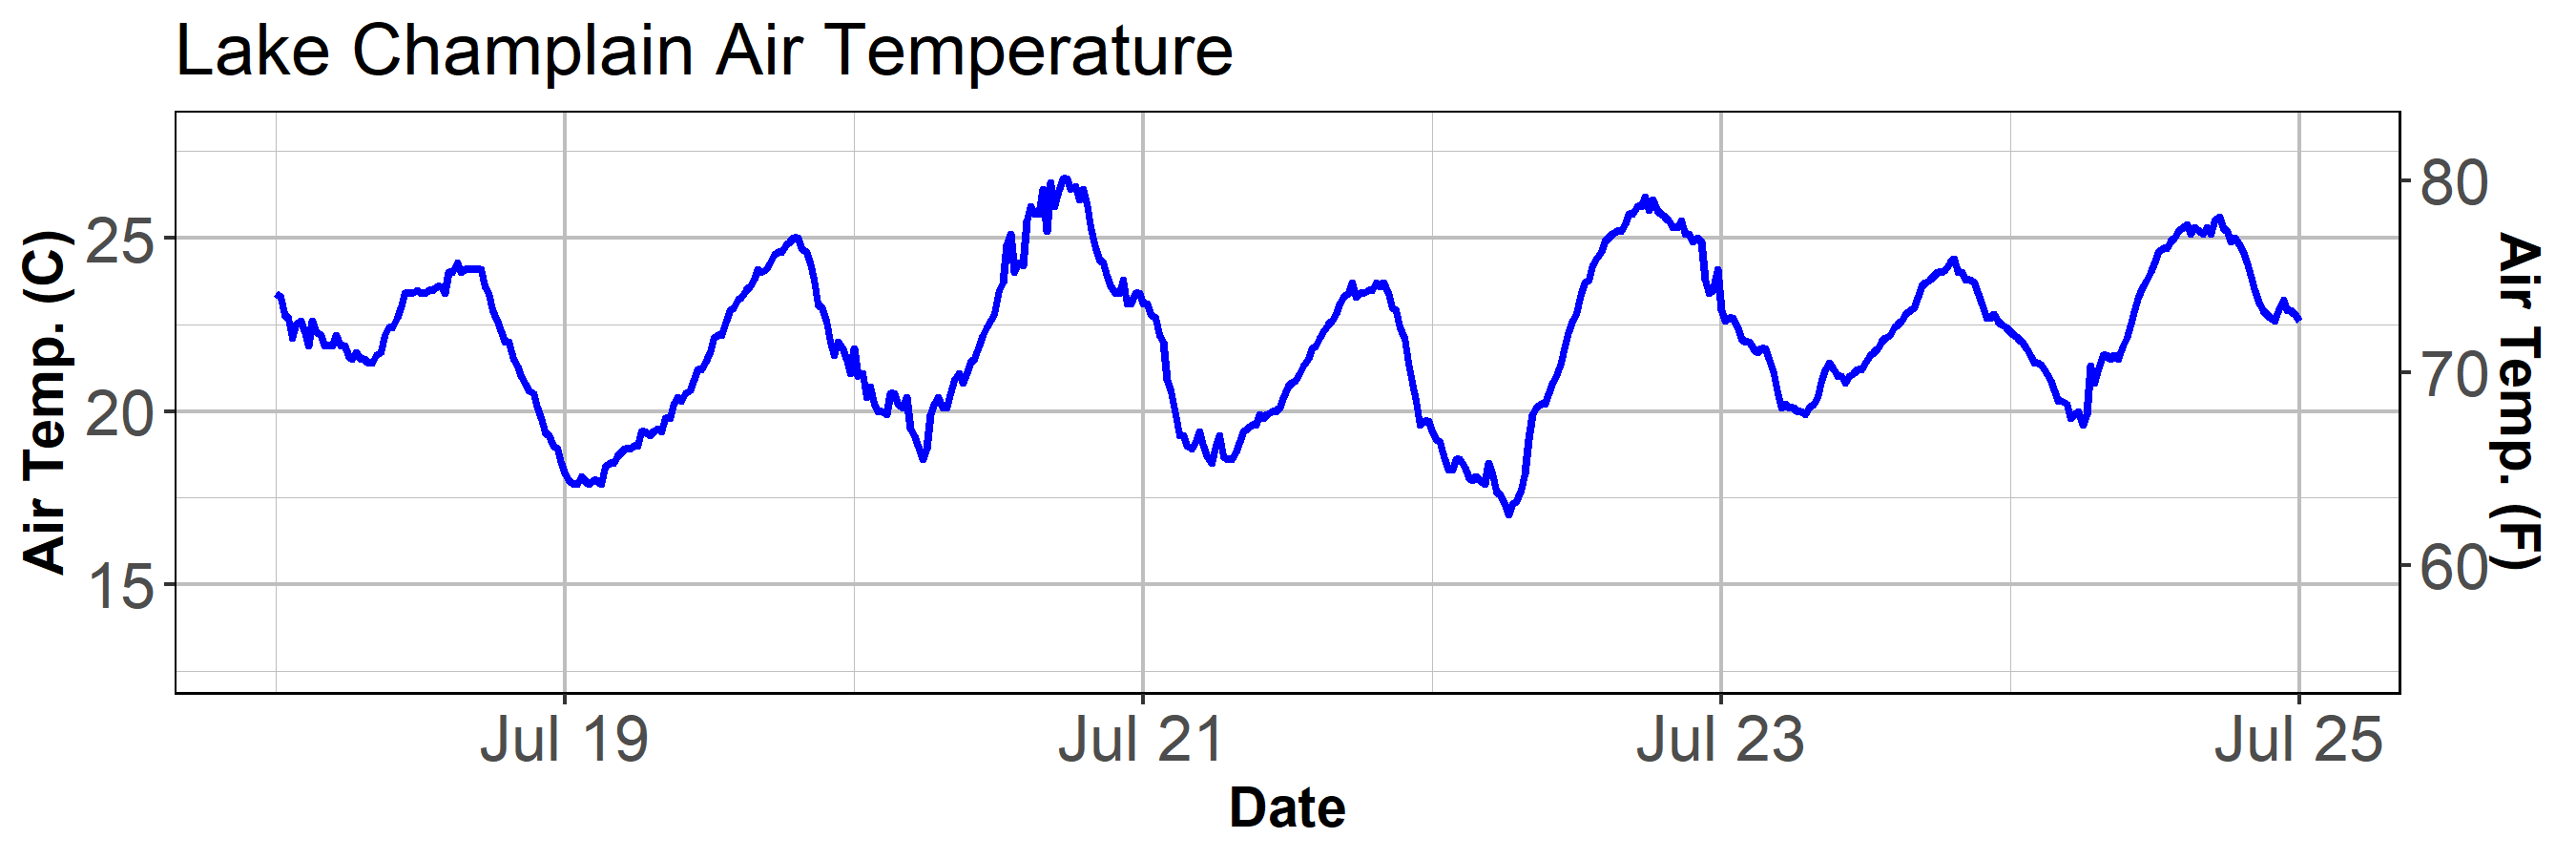 Lake Champlain Air Temperature
Air Temp. (C)
25
20
15
80
70
60
Air Temp. (F)
Jul 19 Jul 21 Jul 23 Jul 25
Date